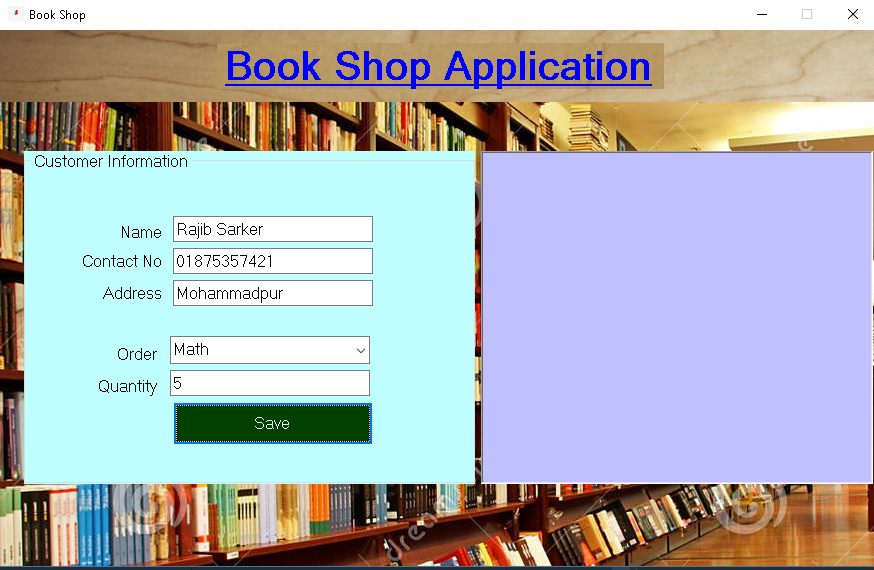 Book Shop
Book Shop Application
Customer Information
Name Rajib Sarker
Contact No 01875357421
Address Mohammadpur
Order Math
Quantity 5
Save